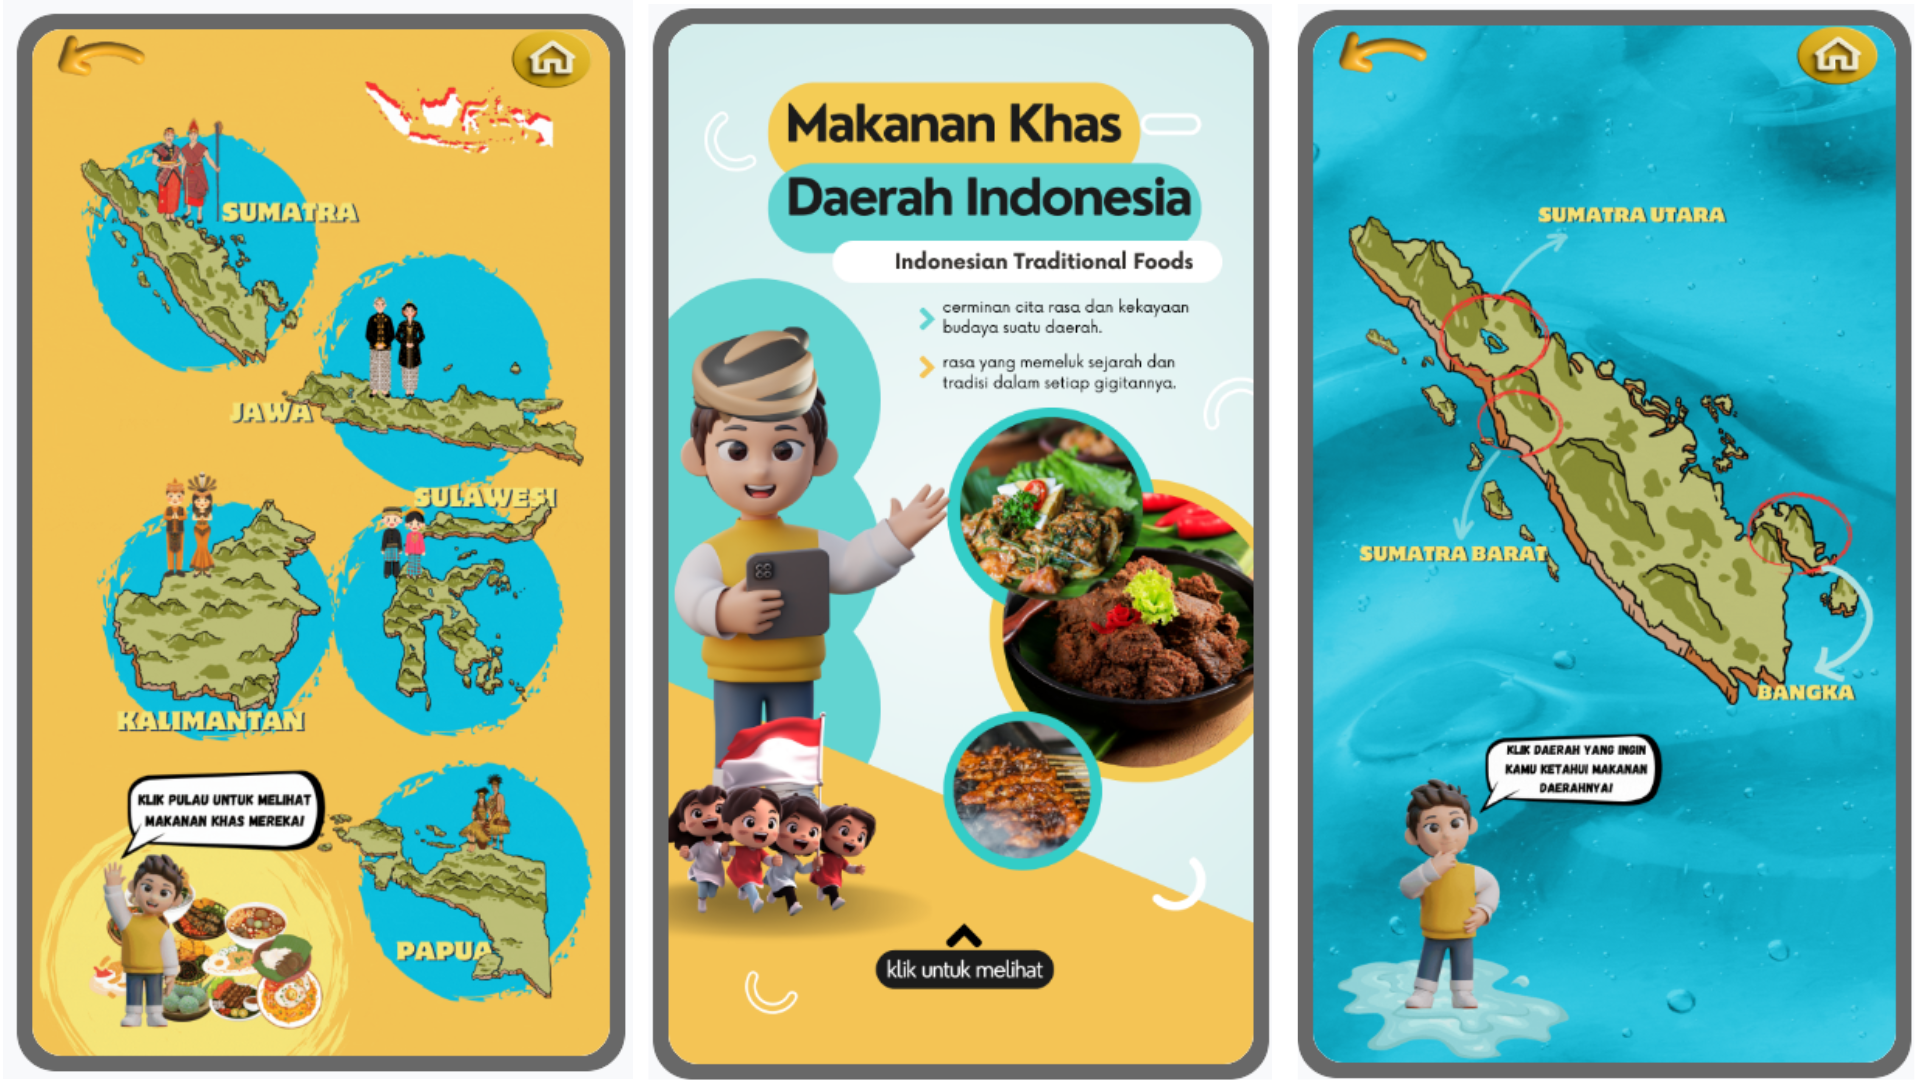 SUMATRA
JAWA
SULAWESI
KALIMANTAN
KLIK PULAU UNTUK MELIHAT
MAKANAN KHAS MEREKA!
PAPUA
Makanan Khas
Daerah Indonesia
Indonesian Traditional Foods
cerminan cita rasa dan kekayaan
budaya suatu daerah.
rasa yang memeluk sejarah dan
tradisi dalam setiap gigitannya.
klik untuk melihat
SUMATRA UTARA
SUMATRA BARAT
BANGKA
KLIK DAERAH YANG INGIN
KAMU KETAHUI MAKANAN
DAERAHNYA!